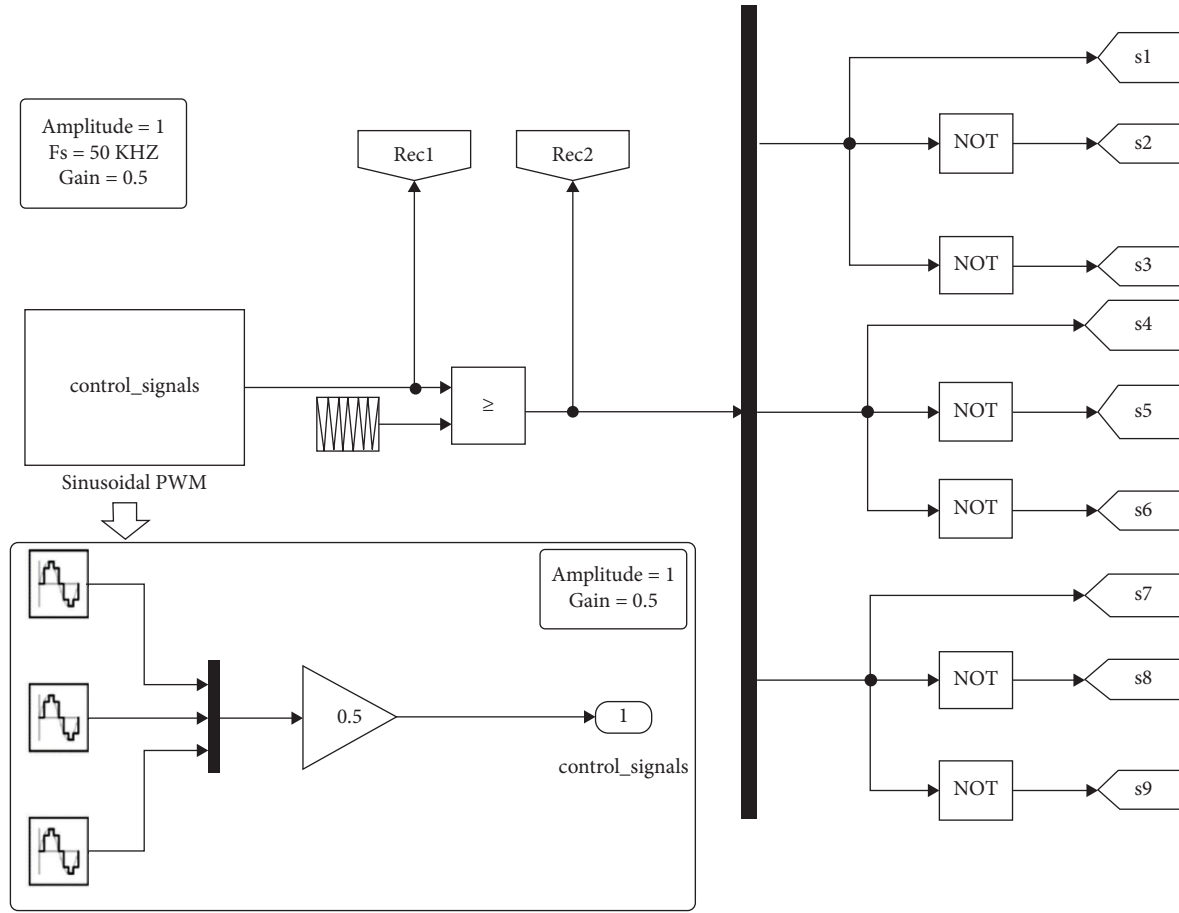 Amplitude = 1
Fs = 50 KHZ
Gain = 0.5
Rec1
Rec2
control_signals
Sinusoidal PWM
≥
Amplitude = 1
Gain = 0.5
0.5
1
control_signals
s1
NOT
s2
NOT
s3
s4
NOT
s5
NOT
s6
s7
NOT
s8
NOT
s9